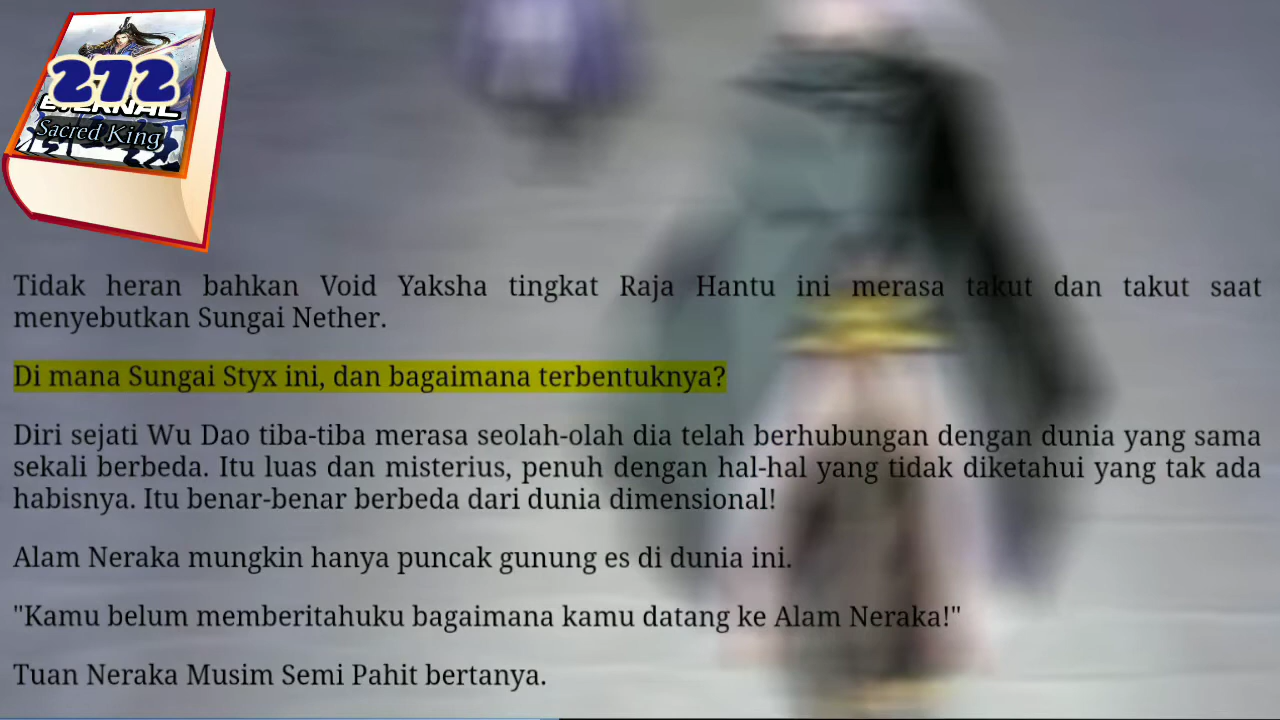 272
ETERNAL
Sacred King
Tidak heran bahkan Void Yaksha tingkat Raja Hantu ini merasa takut dan takut saat
menyebutkan Sungai Nether.
Di mana Sungai Styx ini, dan bagaimana terbentuknya?
Diri sejati Wu Dao tiba-tiba merasa seolah-olah dia telah berhubungan dengan dunia yang sama
sekali berbeda. Itu luas dan misterius, penuh dengan hal-hal yang tidak diketahui yang tak ada
habisnya. Itu benar-benar berbeda dari dunia dimensional!
Alam Neraka mungkin hanya puncak gunung es di dunia ini.
"Kamu belum memberitahuku bagaimana kamu datang ke Alam Neraka!"
Tuan Neraka Musim Semi Pahit bertanya.